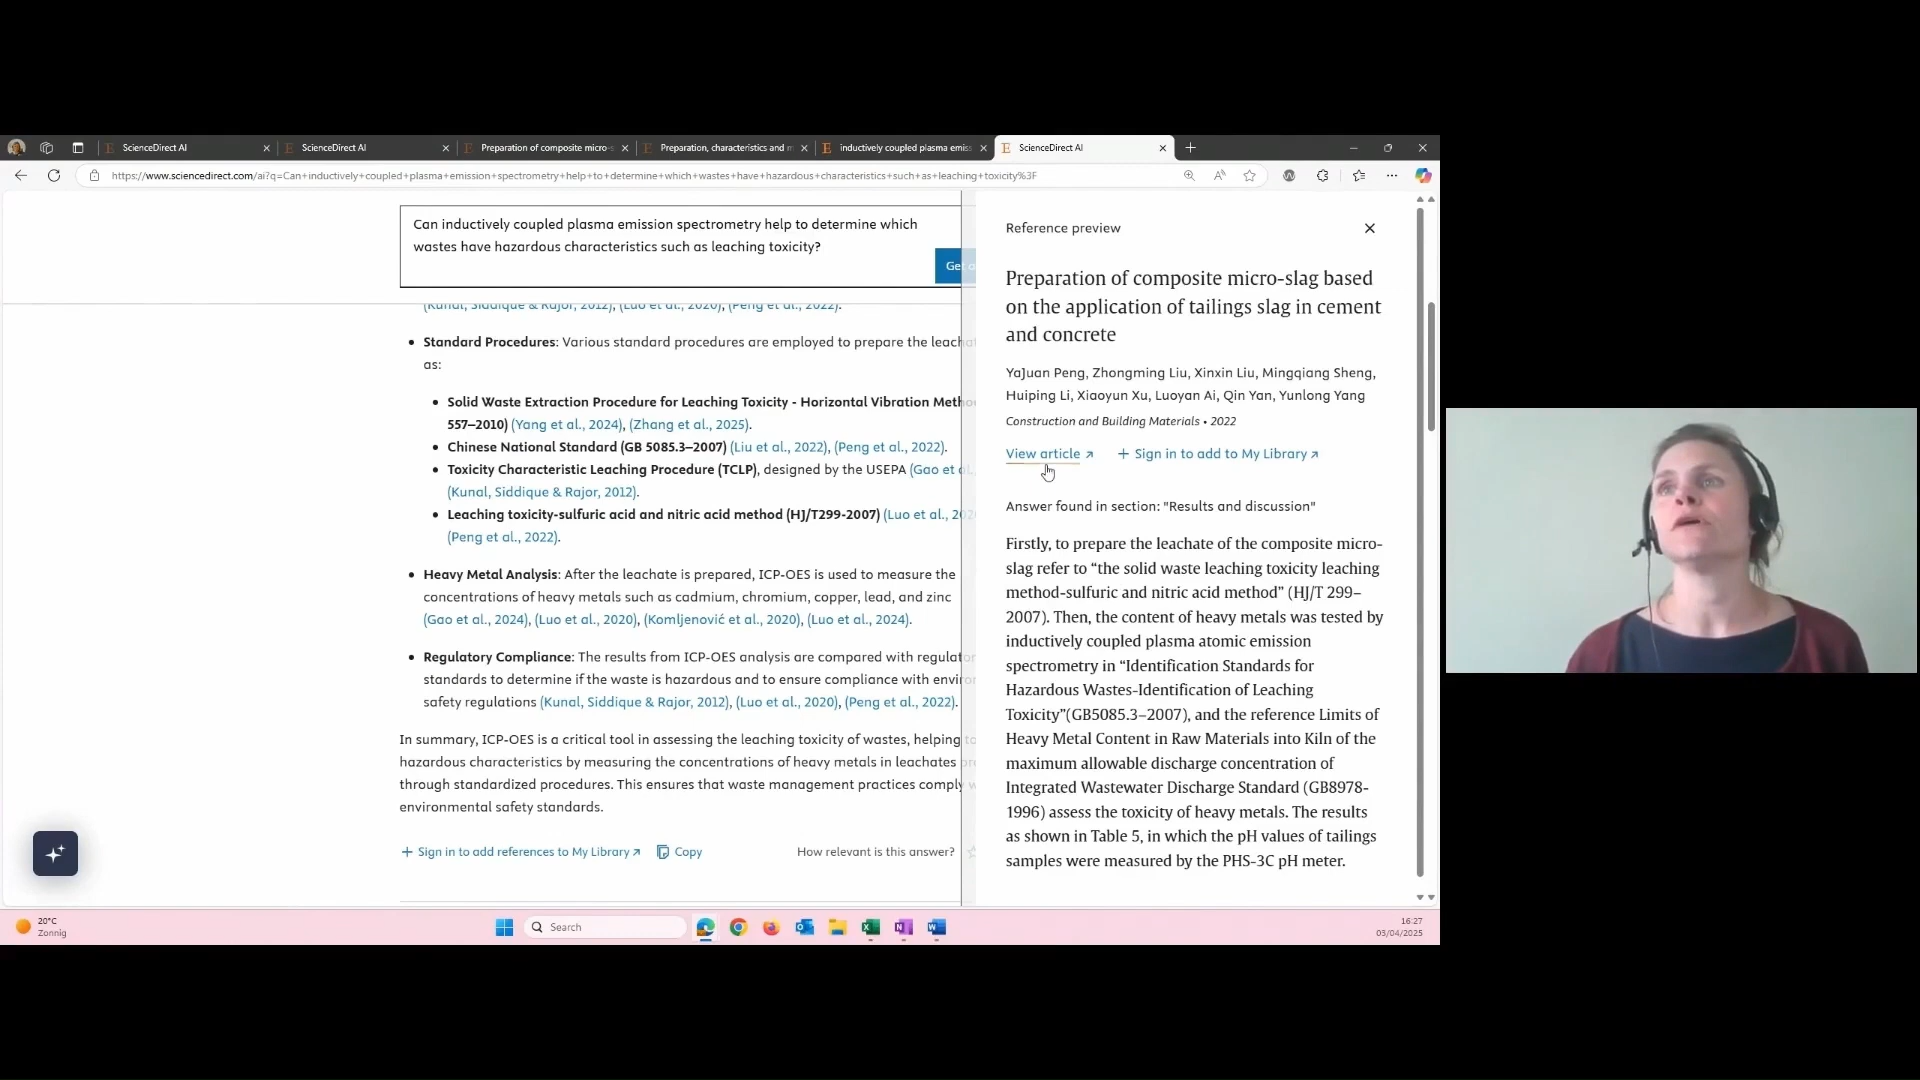 ScienceDirect AI
ScienceDirect AI
Preparation of composite micro-s
Preparation, characteristics and m
inductively coupled plasma emis
ScienceDirect AI
https://www.sciencedirect.com/ai?q=Can+inductively+coupled+plasma+emission+spectrometry+help+to+determine+which+wastes+have+hazardous+characteristics+such+as+leaching+toxicity%3F
Can inductively coupled plasma emission spectrometry help to determine which
wastes have hazardous characteristics such as leaching toxicity?
Get a
(Kunal, Siddique & Rajor, 2012), (Luo et al., 2020), (Peng et al., 2022).
• Standard Procedures: Various standard procedures are employed to prepare the leacha
as:
• Solid Waste Extraction Procedure for Leaching Toxicity - Horizontal Vibration Metho
557–2010) (Yang et al., 2024), (Zhang et al., 2025).
• Chinese National Standard (GB 5085.3–2007) (Liu et al., 2022), (Peng et al., 2022).
• Toxicity Characteristic Leaching Procedure (TCLP), designed by the USEPA (Gao et al.
(Kunal, Siddique & Rajor, 2012).
• Leaching toxicity-sulfuric acid and nitric acid method (HJ/T299-2007) (Luo et al., 202
(Peng et al., 2022).
• Heavy Metal Analysis: After the leachate is prepared, ICP-OES is used to measure the
concentrations of heavy metals such as cadmium, chromium, copper, lead, and zinc
(Gao et al., 2024), (Luo et al., 2020), (Komljenović et al., 2020), (Luo et al., 2024).
• Regulatory Compliance: The results from ICP-OES analysis are compared with regulator
standards to determine if the waste is hazardous and to ensure compliance with enviro
safety regulations (Kunal, Siddique & Rajor, 2012), (Luo et al., 2020), (Peng et al., 2022).
In summary, ICP-OES is a critical tool in assessing the leaching toxicity of wastes, helping to
hazardous characteristics by measuring the concentrations of heavy metals in leachates pre
through standardized procedures. This ensures that waste management practices comply w
environmental safety standards.
+ Sign in to add references to My Library
Copy
How relevant is this answer?
Reference preview
Preparation of composite micro-slag based
on the application of tailings slag in cement
and concrete
YaJuan Peng, Zhongming Liu, Xinxin Liu, Mingqiang Sheng,
Huiping Li, Xiaoyun Xu, Luoyan Ai, Qin Yan, Yunlong Yang
Construction and Building Materials • 2022
View article ↗ + Sign in to add to My Library ↗
Answer found in section: "Results and discussion"
Firstly, to prepare the leachate of the composite micro-
slag refer to “the solid waste leaching toxicity leaching
method-sulfuric and nitric acid method” (HJ/T 299–
2007). Then, the content of heavy metals was tested by
inductively coupled plasma atomic emission
spectrometry in “Identification Standards for
Hazardous Wastes-Identification of Leaching
Toxicity”(GB5085.3–2007), and the reference Limits of
Heavy Metal Content in Raw Materials into Kiln of the
maximum allowable discharge concentration of
Integrated Wastewater Discharge Standard (GB8978-
1996) assess the toxicity of heavy metals. The results
as shown in Table 5, in which the pH values of tailings
samples were measured by the PHS-3C pH meter.
20°C
Zonnig
Search
16:27
03/04/2025